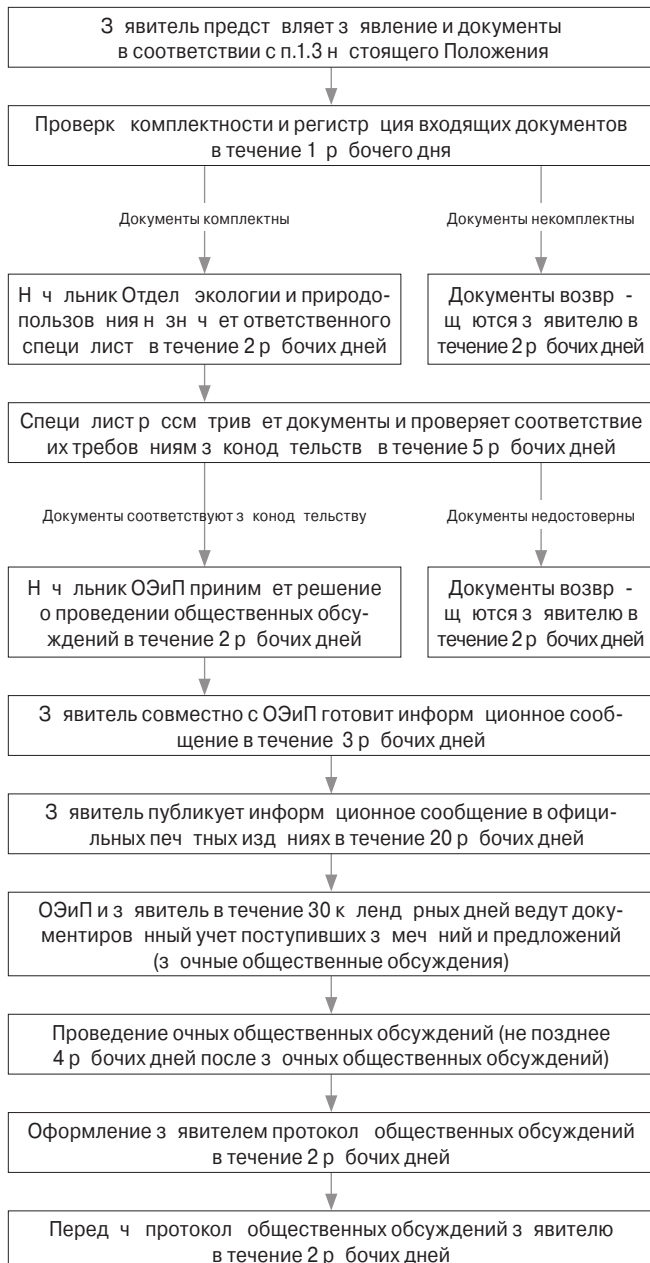 З явитель предст вляет з явление и документы
в соответствии с п.1.3 н стоящего Положения
Проверк комплектности и регистр ция входящих документов
в течение 1 р бочего дня
Документы комплектны
Документы некомплектны
Н ч льник Отдел экологии и природо-
пользов ния н зн ч ет ответственного
специ лист в течение 2 р бочих дней
Документы возвр -
щ ются з явителю в
течение 2 р бочих дней
Специ лист р ссм трив ет документы и проверяет соответствие
их требов ниям з конод тельств в течение 5 р бочих дней
Документы соответствуют з конод тельству
Документы недостоверны
Н ч льник ОЭиП приним ет решение
о проведении общественных обсу-
ждений в течение 2 р бочих дней
Документы возвр -
щ ются з явителю в
течение 2 р бочих дней
З явитель совместно с ОЭиП готовит информ ционное сооб-
щение в течение 3 р бочих дней
З явитель публикует информ ционное сообщение в офици-
льных печ тных изд ниях в течение 20 р бочих дней
ОЭиП и з явитель в течение 30 к ленд рных дней ведут доку-
ментиров нный учет поступивших з меч ний и предложений
(з очные общественные обсуждения)
Проведение очных общественных обсуждений (не позднее
4 р бочих дней после з очных общественных обсуждений)
Оформление з явителем протокол общественных обсуждений
в течение 2 р бочих дней
Перед ч протокол общественных обсуждений з явителю
в течение 2 р бочих дней